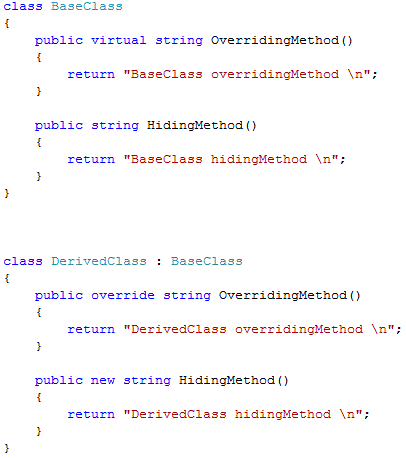 class BaseClass
{
    public virtual string OverridingMethod()
    {
        return "BaseClass overridingMethod \n";
    }

    public string HidingMethod()
    {
        return "BaseClass hidingMethod \n";
    }
}

class DerivedClass : BaseClass
{
    public override string OverridingMethod()
    {
        return "DerivedClass overridingMethod \n";
    }

    public new string HidingMethod()
    {
        return "DerivedClass hidingMethod \n";
    }
}